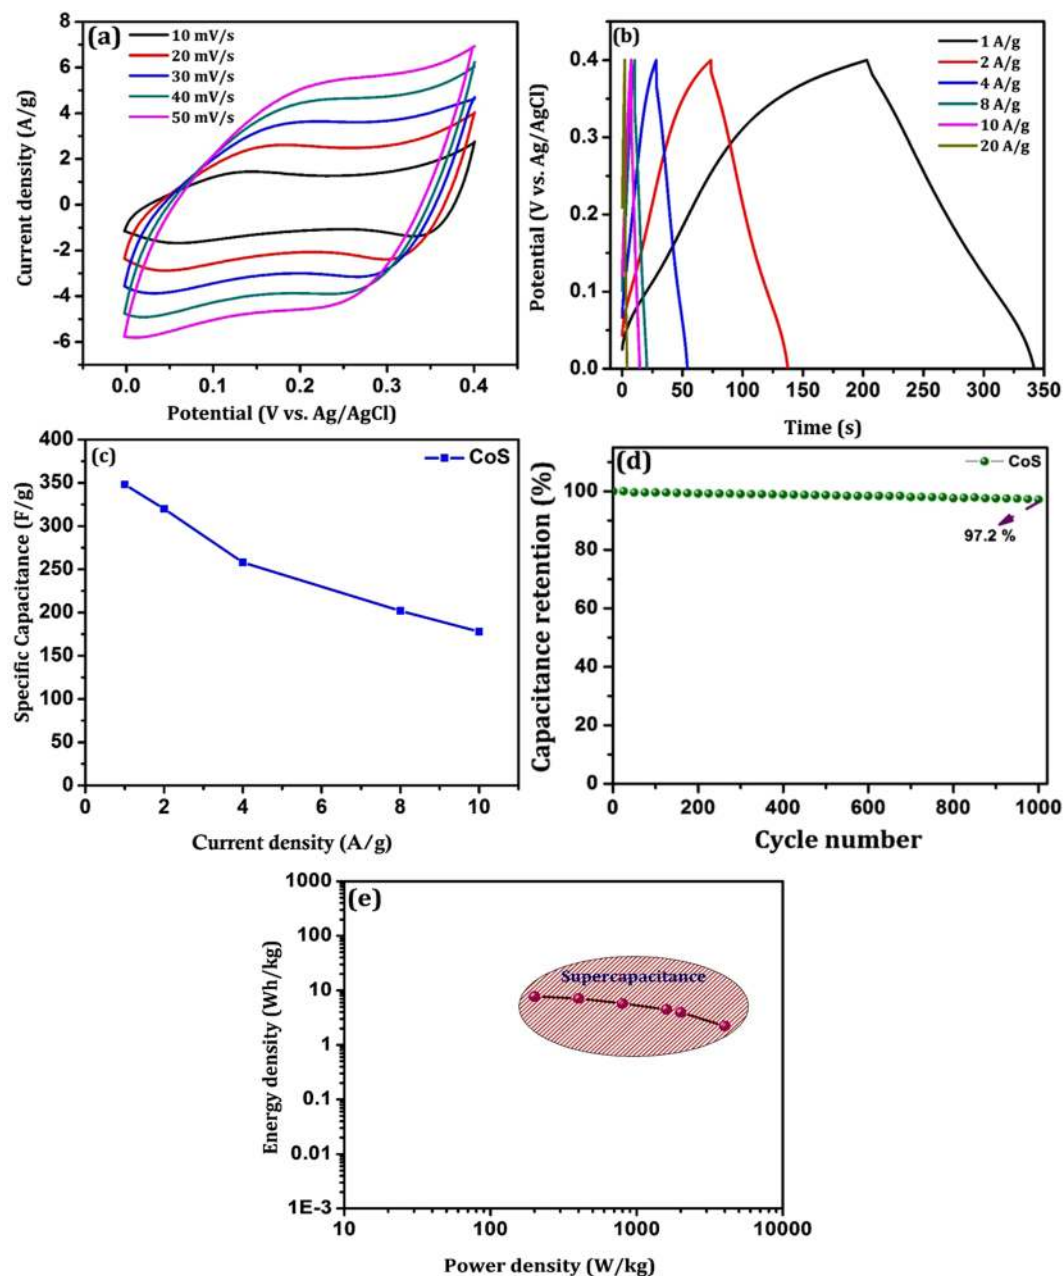 (a)
10 mV/s
20 mV/s
30 mV/s
40 mV/s
50 mV/s
Current density (A/g)
8
6
4
2
0
-2
-4
-6
0.0 0.1 0.2 0.3 0.4
Potential (V vs. Ag/AgCl)
(b)
1 A/g
2 A/g
4 A/g
8 A/g
10 A/g
20 A/g
Potential (V vs. Ag/AgCl)
0.4
0.3
0.2
0.1
0.0
0 50 100 150 200 250 300 350
Time (s)
(c)
CoS
Specific Capacitance (F/g)
400
350
300
250
200
150
100
50
0
0 2 4 6 8 10
Current density (A/g)
(d)
CoS
97.2 %
Capacitance retention (%)
100
80
60
40
20
0
0 200 400 600 800 1000
Cycle number
(e)
Supercapacitance
Energy density (Wh/kg)
1000
100
10
1
0.1
0.01
1E-3
10 100 1000 10000
Power density (W/kg)